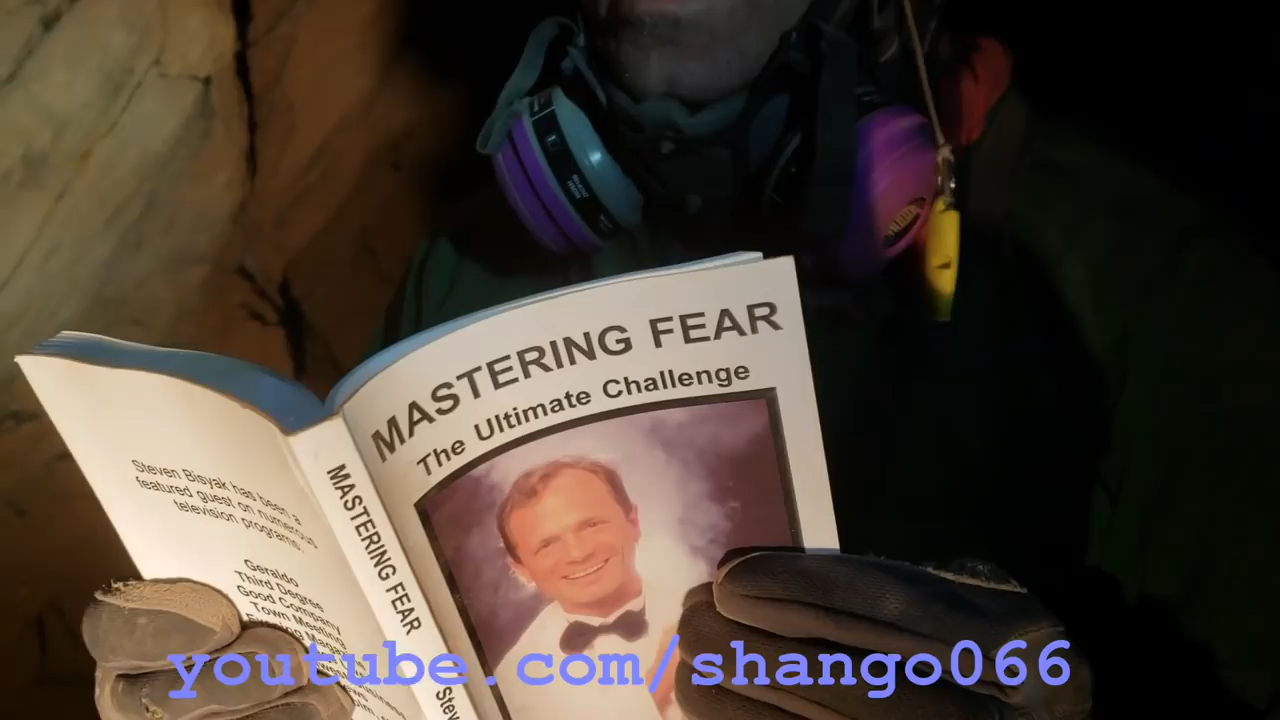 MASTERING FEAR
The Ultimate Challenge
Steven Bisyak has been a
featured guest on numerous
television programs.
Geraldo
Third Degree
Good Company
Town Meeting
MASTERING FEAR
Stev
youtube.com/shango066